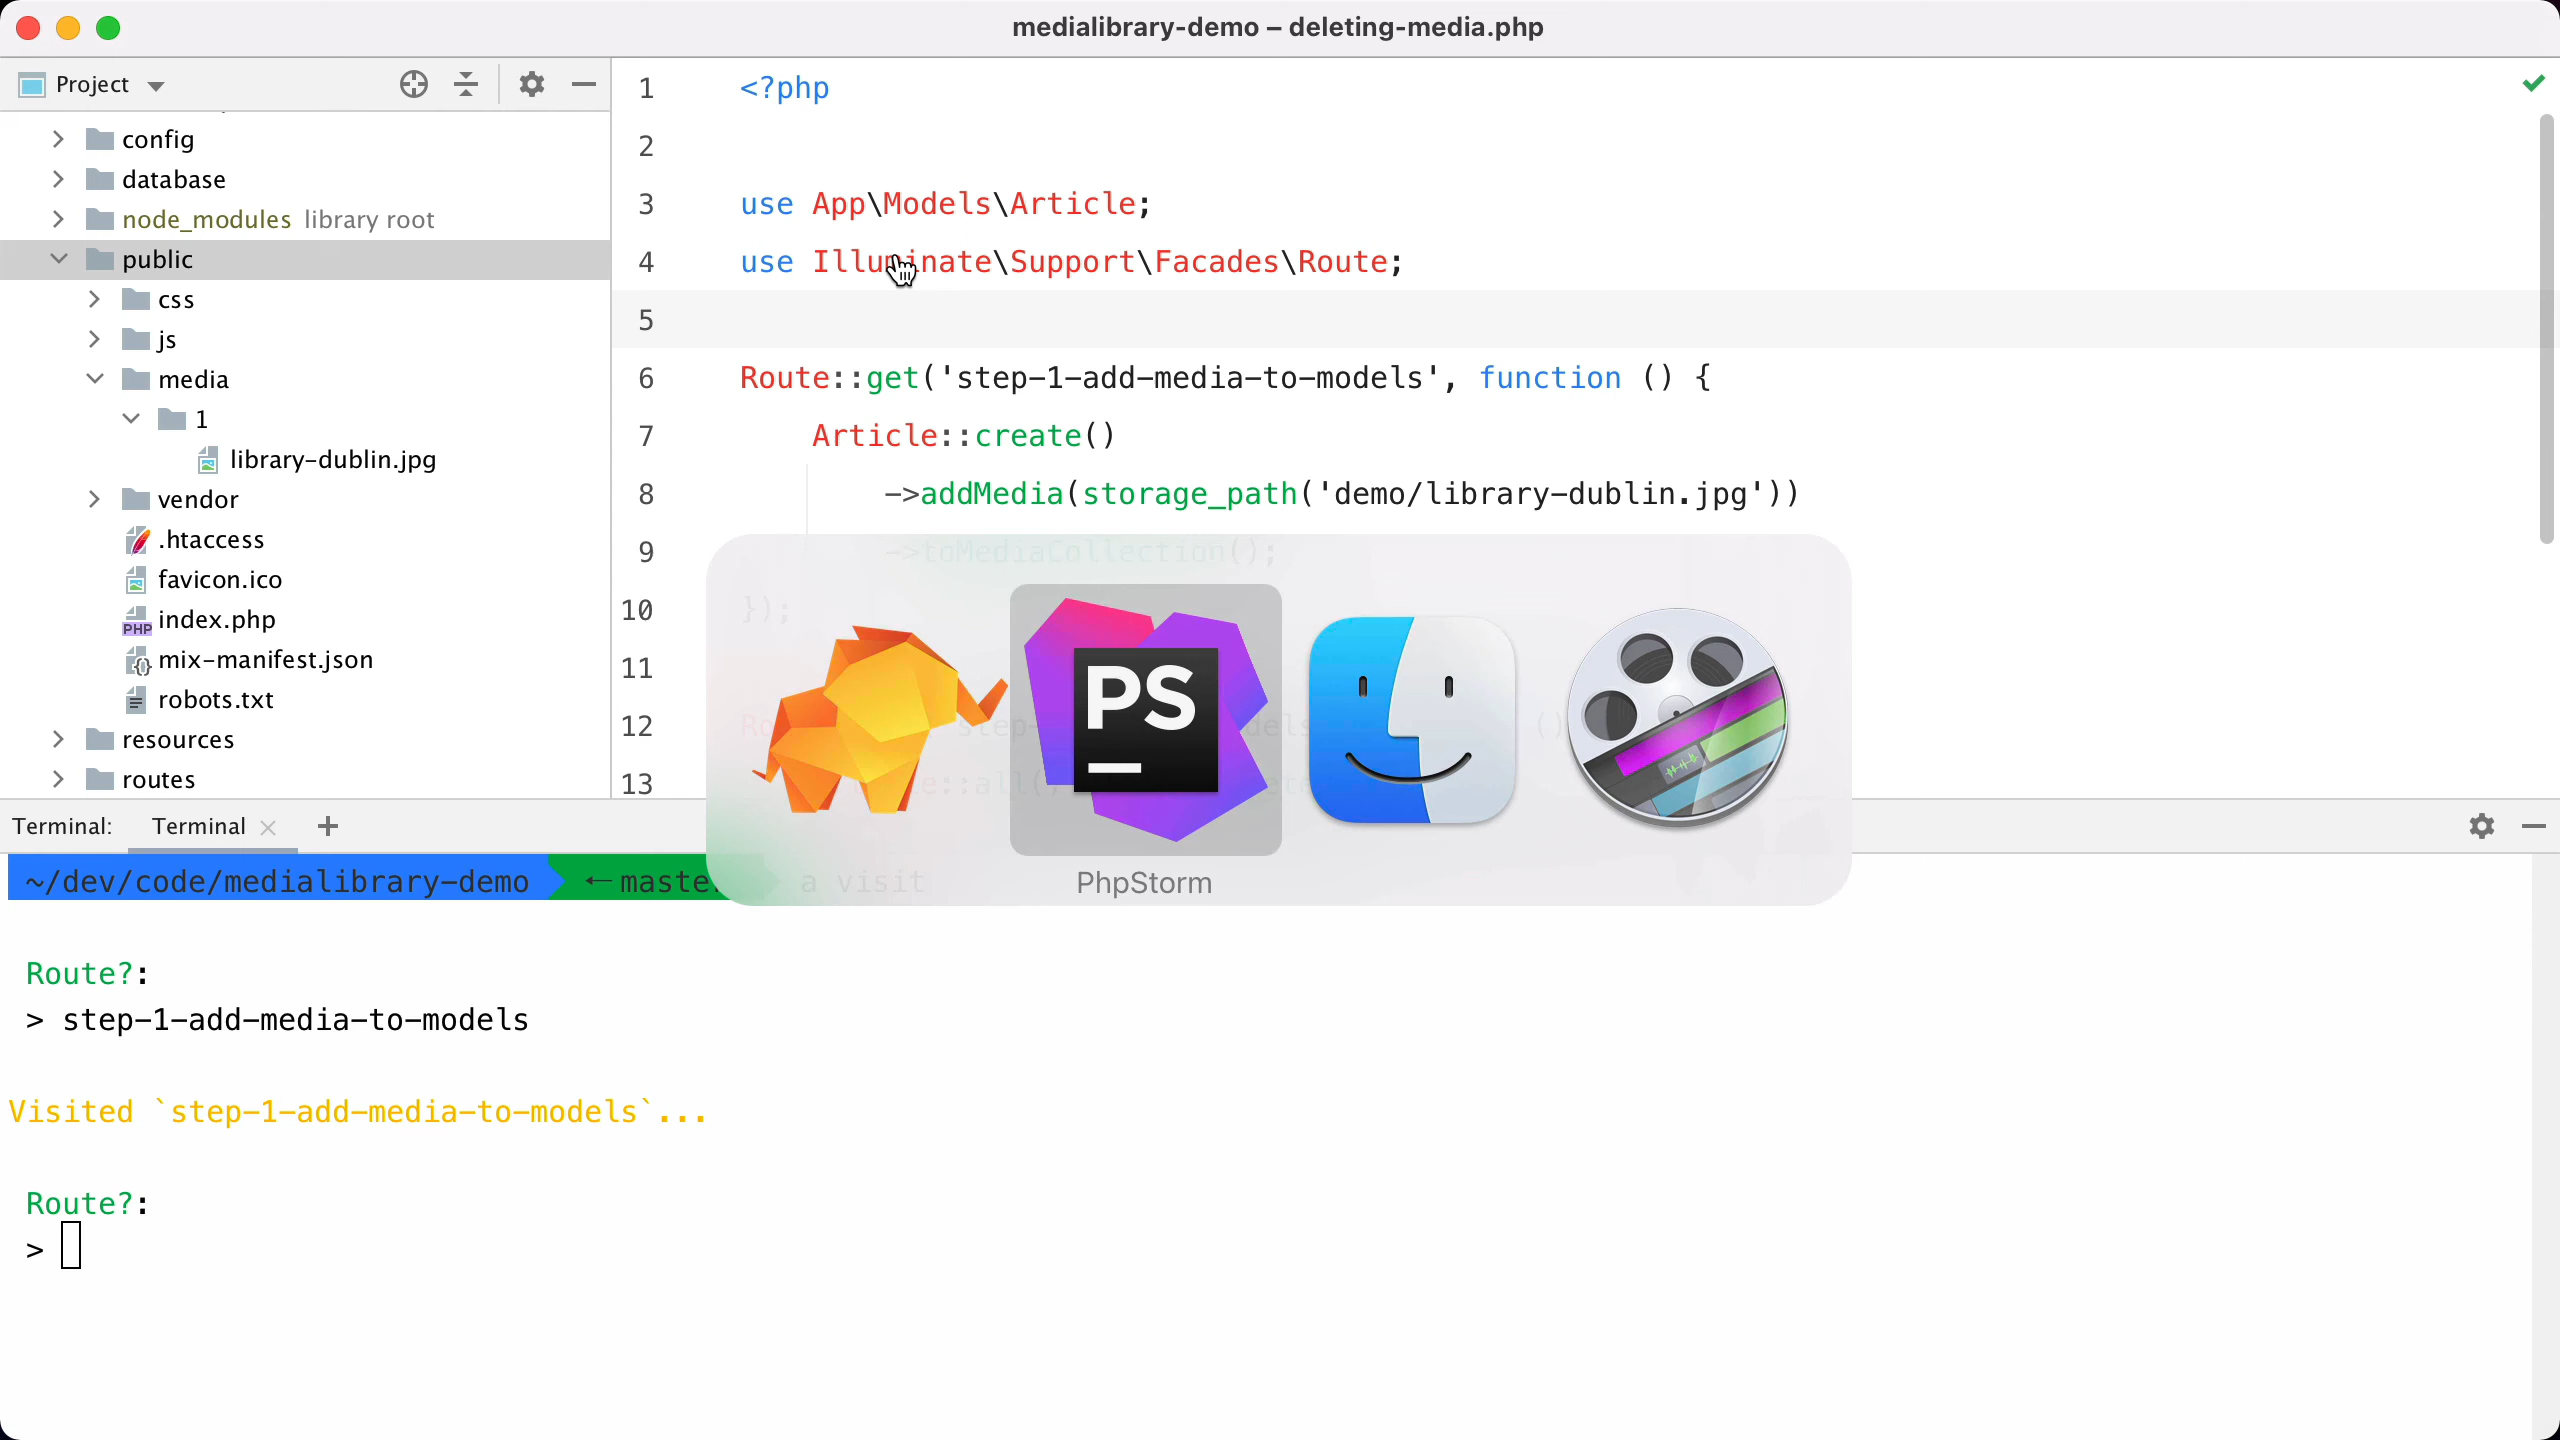 medialibrary-demo – deleting-media.php
Project
config
database
node_modules library root
public
css
js
media
1
library-dublin.jpg
vendor
.htaccess
favicon.ico
PHP index.php
mix-manifest.json
robots.txt
resources
routes
1 <?php
2
3 use App\Models\Article;
4 use Illuminate\Support\Facades\Route;
5
6 Route::get('step-1-add-media-to-models', function () {
7 Article::create()
8 ->addMedia(storage_path('demo/library-dublin.jpg'))
9 ->toMediaCollection();
10 });
11
12
13
PS
PhpStorm
Terminal: Terminal
~/dev/code/medialibrary-demo master a visit
Route?:
> step-1-add-media-to-models
Visited `step-1-add-media-to-models`...
Route?:
>